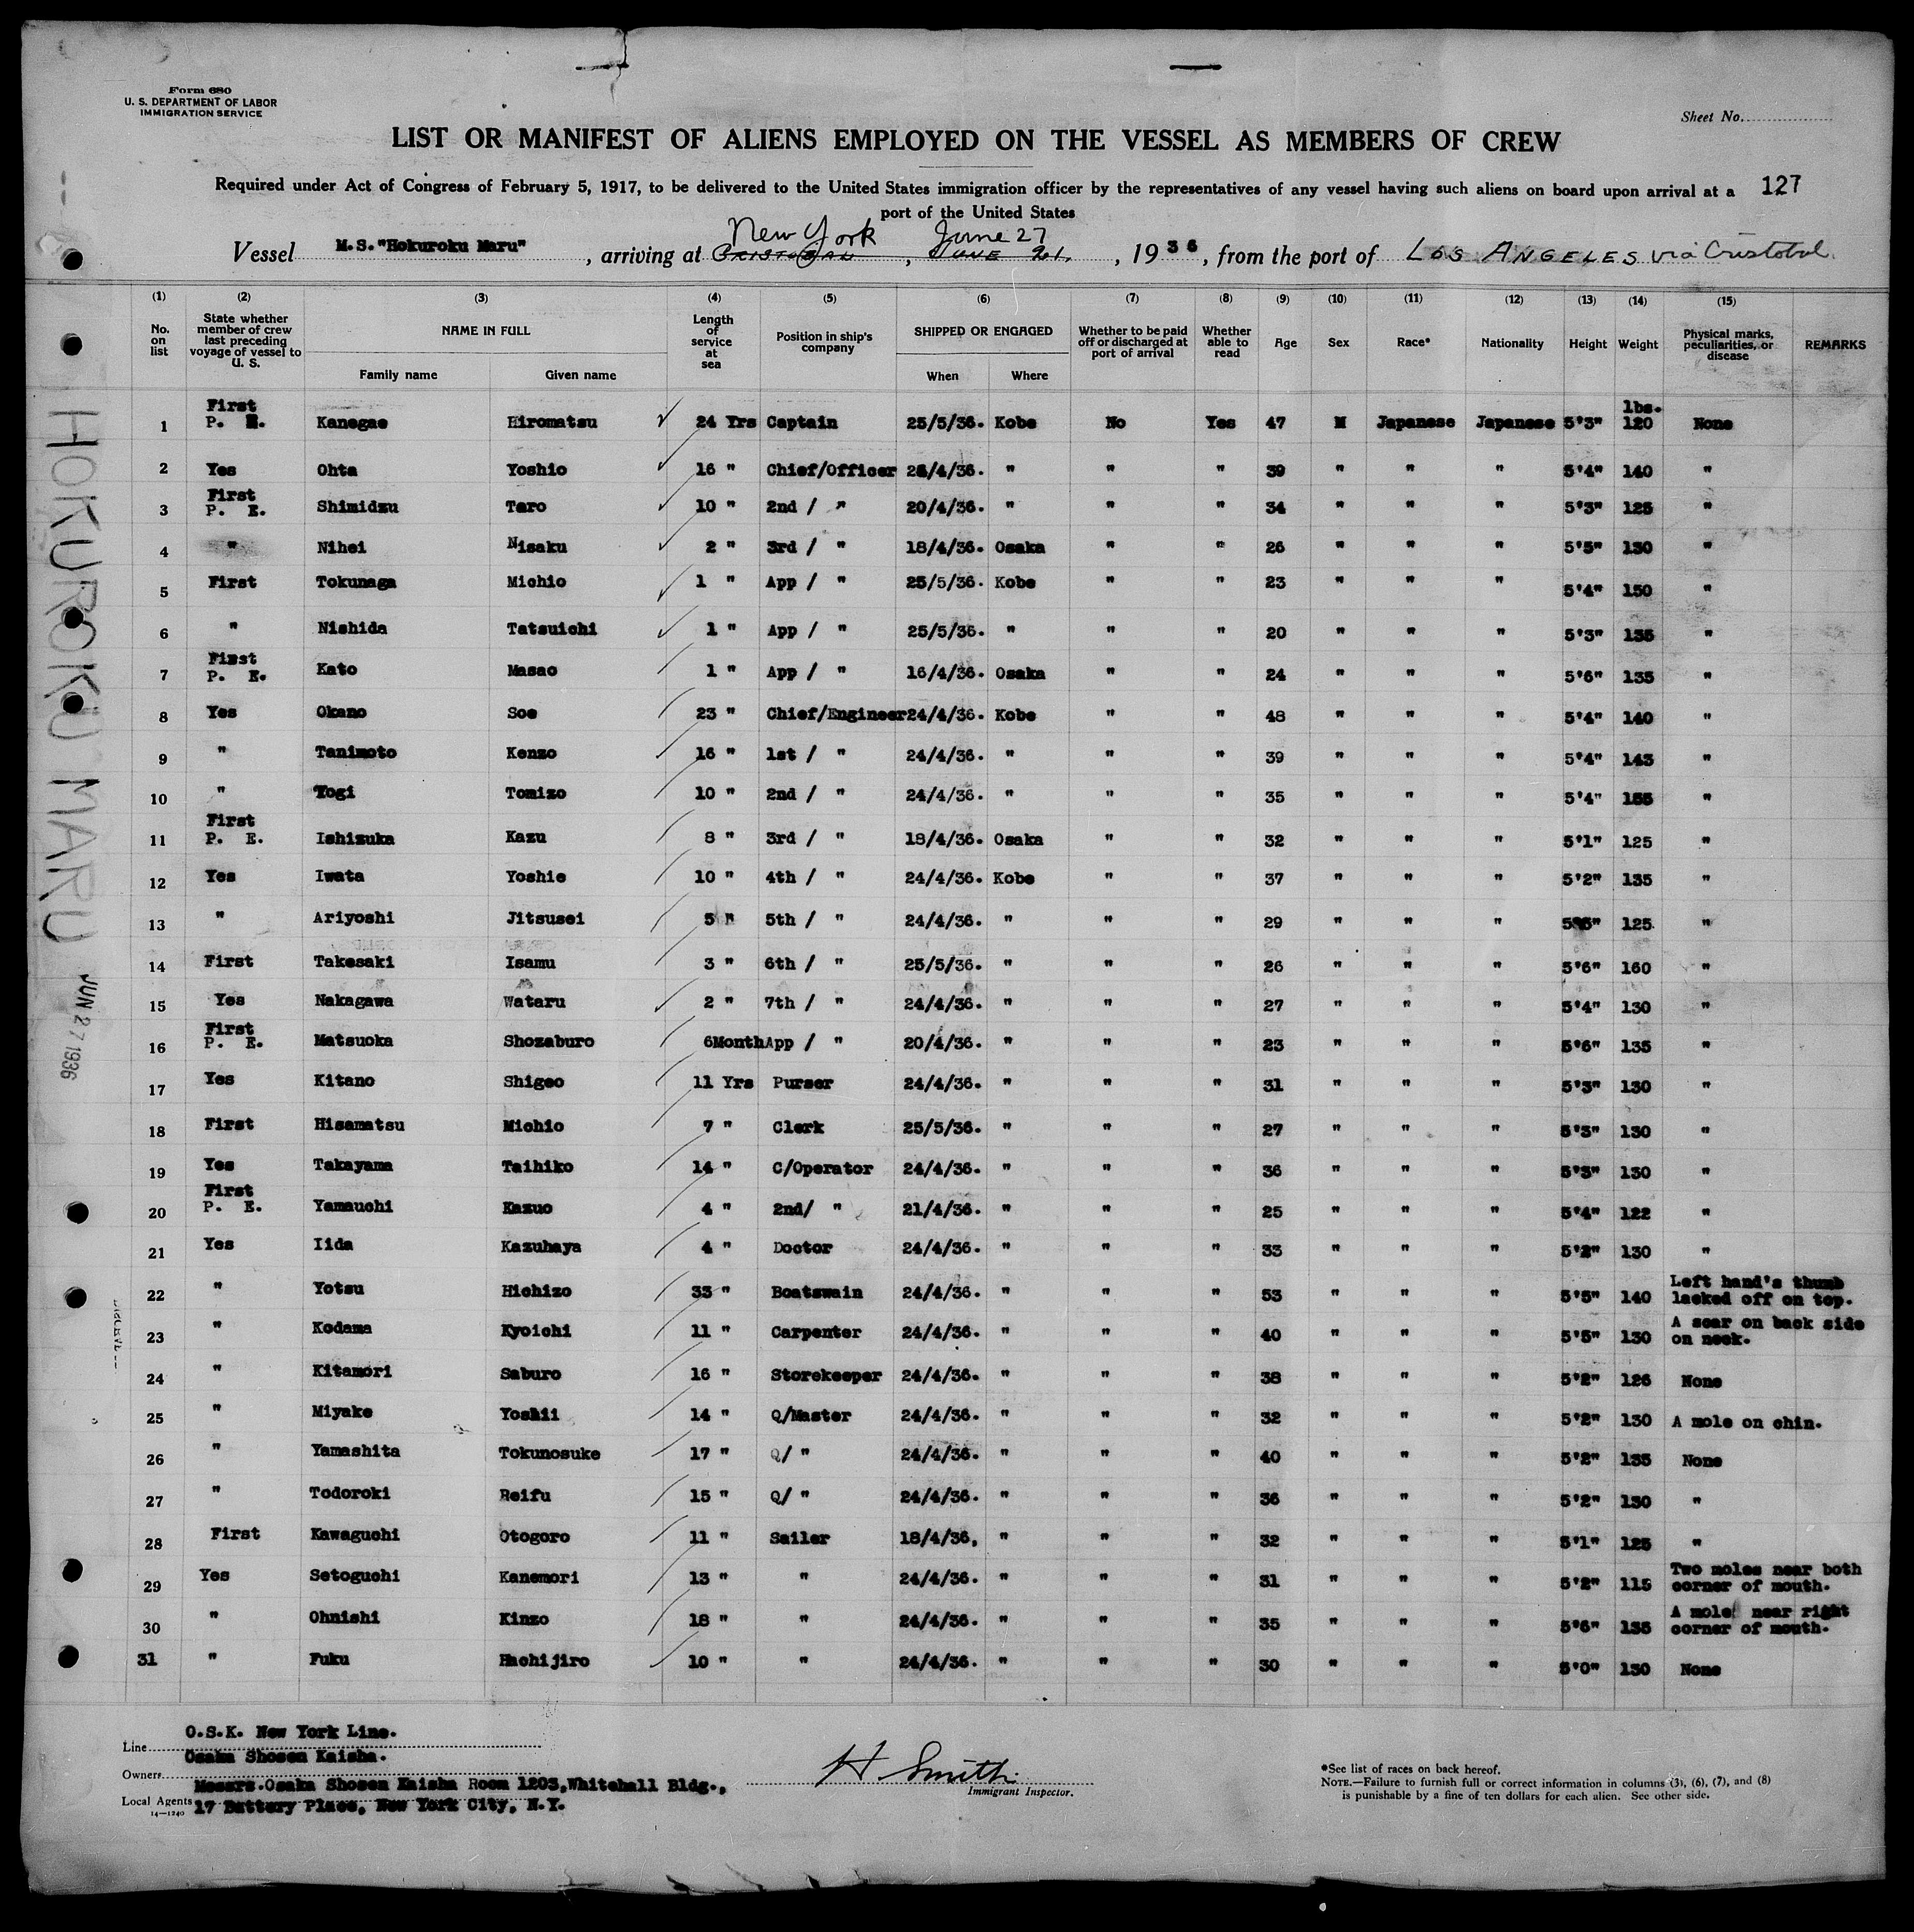 Form 680
U. S. DEPARTMENT OF LABOR
IMMIGRATION SERVICE
Sheet No.
LIST OR MANIFEST OF ALIENS EMPLOYED ON THE VESSEL AS MEMBERS OF CREW
Required under Act of Congress of February 5, 1917, to be delivered to the United States immigration officer by the representatives of any vessel having such aliens on board upon arrival at a 127
port of the United States
New York June 27
Vessel M.S."Hokuroku Maru", arriving at CRISTOBAL, JUNE 21, 1936, from the port of LOS ANGELES via Cristobal
(1) (2) (3) (4) (5) (6) (7) (8) (9) (10) (11) (12) (13) (14) (15)
No. on list State whether member of crew last preceding voyage of vessel to U. S. NAME IN FULL Length of service at sea Position in ship's company SHIPPED OR ENGAGED Whether to be paid off or discharged at port of arrival Whether able to read Age Sex Race* Nationality Height Weight Physical marks, peculiarities, or disease REMARKS
Family name Given name When Where
1 First P. E. Kanegae Hiromatsu 24 Yrs Captain 25/5/36. Kobe No Yes 47 M Japanese Japanese 5'3" lbs. 120 None
2 Yes Ohta Yoshio 16 " Chief/Officer /4/36. " " " 39 " " " 5'4" 140 "
3 First P. E. Shimidzu Taro 10 " 2nd / " 20/4/36. " " " 34 " " " 5'3" 125 "
4 " Nihei Nisaku 2 " 3rd / " 18/4/36. Osaka " " 26 " " " 5'5" 130 "
5 First Tokunaga Michio 1 " App / " 25/5/36. Kobe " " 23 " " " 5'4" 150 "
6 " Nishida Tatsuichi 1 " App / " 25/5/36. " " " 20 " " " 5'3" 135 "
7 First P. E. Kato Masao 1 " App / " 16/4/36. Osaka " " 24 " " " 5'6" 135 "
8 Yes Okano Soe 23 " Chief/Engineer 24/4/36. Kobe " " 48 " " " 5'4" 140 "
9 " Tanimoto Kenzo 16 " 1st / " 24/4/36. " " " 39 " " " 5'4" 143 "
10 " Yogi Tomizo 10 " 2nd / " 24/4/36. " " " 35 " " " 5'4" 155 "
11 First P. E. Ishizuka Kazu 8 " 3rd / " 18/4/36. Osaka " " 32 " " " 5'1" 125 "
12 Yes Iwata Yoshie 10 " 4th / " 24/4/36. Kobe " " 37 " " " 5'2" 135 "
13 " Ariyoshi Jitsusei 5 " 5th / " 24/4/36. " " " 29 " " " 125 "
14 First Takesaki Isamu 3 " 6th / " 25/5/36. " " " 26 " " " 5'6" 160 "
15 Yes Nakagawa Wataru 2 " 7th / " 24/4/36. " " " 27 " " " 5'4" 130 "
16 First P. E. Matsuoka Shozaburo 6Month App / " 20/4/36. " " " 23 " " " 5'6" 135 "
17 Yes Kitano Shigeo 11 Yrs Purser 24/4/36. " " " 31 " " " 5'3" 130 "
18 First Hisamatsu Michio 7 " Clerk 25/5/36. " " " 27 " " " 5'3" 130 "
19 Yes Takayama Taihiko 14 " C/Operator 24/4/36. " " " 36 " " " 5'3" 130 "
20 First P. E. Yamauchi Kazuo 4 " 2nd/ " 21/4/36. " " " 25 " " " 5'4" 122 "
21 Yes Iida Kazuhaya 4 " Doctor 24/4/36. " " " 33 " " " 5'2" 130 "
22 " Yotsu Hichizo 33 " Boatswain 24/4/36. " " " 53 " " " 5'5" 140 Left hand's thumb lacked off on top.
23 " Kodama Kyoichi 11 " Carpenter 24/4/36. " " " 40 " " " 5'5" 130 A scar on back side on neck.
24 " Kitamori Saburo 16 " Storekeeper 24/4/36. " " " 38 " " " 5'2" 126 None
25 " Miyake Yoshii 14 " Q/Master 24/4/36. " " " 32 " " " 5'2" 130 A mole on chin.
26 " Yamashita Tokunosuke 17 " Q/ " 24/4/36. " " " 40 " " " 5'2" 135 None
27 " Todoroki Reifu 15 " Q/ " 24/4/36. " " " 36 " " " 5'2" 130 "
28 First Kawaguchi Otogoro 11 " Sailer 18/4/36, " " " 32 " " " 5'1" 125 "
29 Yes Setoguchi Kanemori 13 " " 24/4/36. " " " 31 " " " 5'2" 115 Two moles near both corner of mouth.
30 " Ohnishi Kinzo 18 " " 24/4/36. " " " 35 " " " 5'6" 135 A mole near right corner of mouth.
31 " Fuku Hachijiro 10 " " 24/4/36. " " " 30 " " " 5'0" 130 None
HOKUROKU MARU
JUN 27 1936
Line O.S.K. New York Line.
Owners Osaka Shosen Kaisha.
Local Agents Messrs.Osaka Shosen Kaisha Room 1203,Whitehall Bldg.,
17 Battery Place, New York City, N.Y.
14—1240
H Smith
Immigrant Inspector.
*See list of races on back hereof.
NOTE.—Failure to furnish full or correct information in columns (3), (6), (7), and (8)
is punishable by a fine of ten dollars for each alien. See other side.